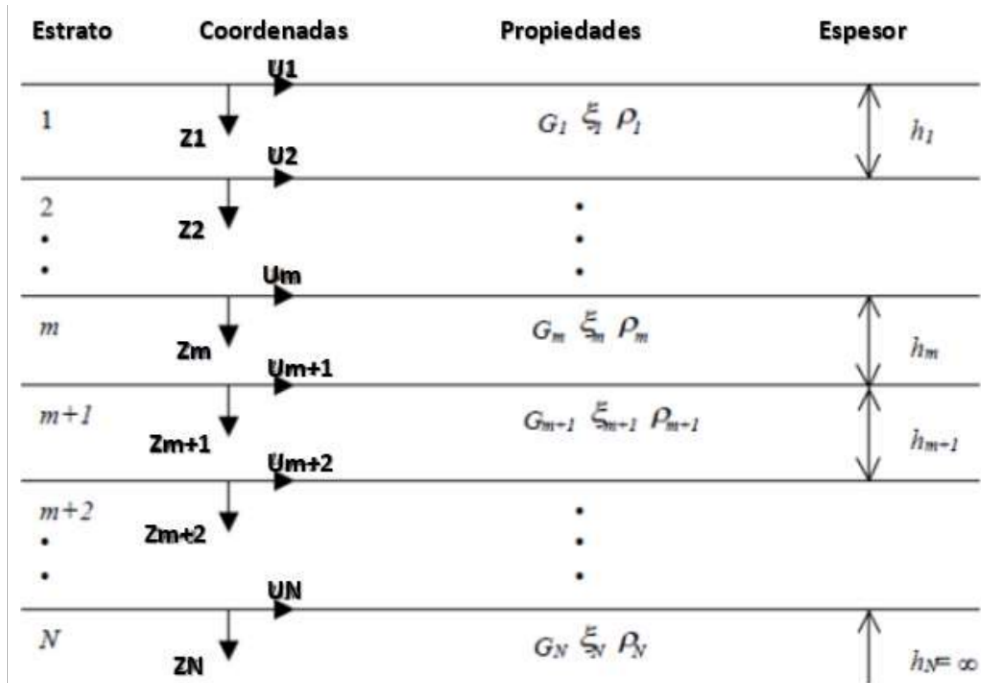 Estrato Coordenadas Propiedades Espesor
U1
1 Z1 G1 ξ1 ρ1 h1
U2
2 Z2
Um
m Zm Gm ξm ρm hm
Um+1
m+1 Zm+1 Gm+1 ξm+1 ρm+1 hm+1
Um+2
m+2 Zm+2
UN
N ZN GN ξN ρN hN= ∞